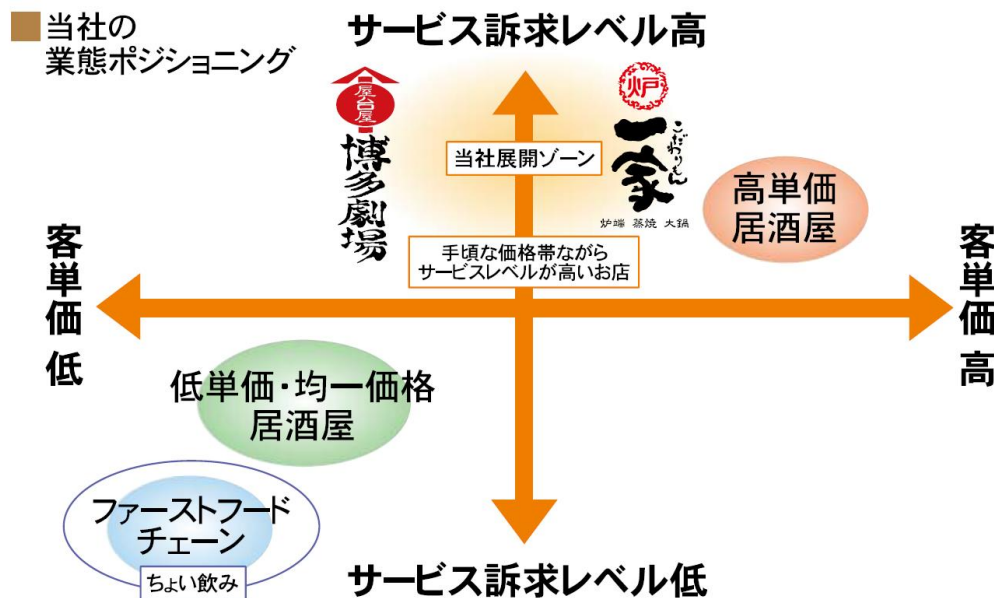 当社の
業態ポジショニング
サービス訴求レベル高
屋台屋
博多劇場
当社展開ゾーン
炉
こだわりもん
一家
炉端 蒸焼 大鍋
高単価
居酒屋
手頃な価格帯ながら
サービスレベルが高いお店
客単価 低
客単価 高
低単価・均一価格
居酒屋
ファーストフード
チェーン
ちょい飲み
サービス訴求レベル低